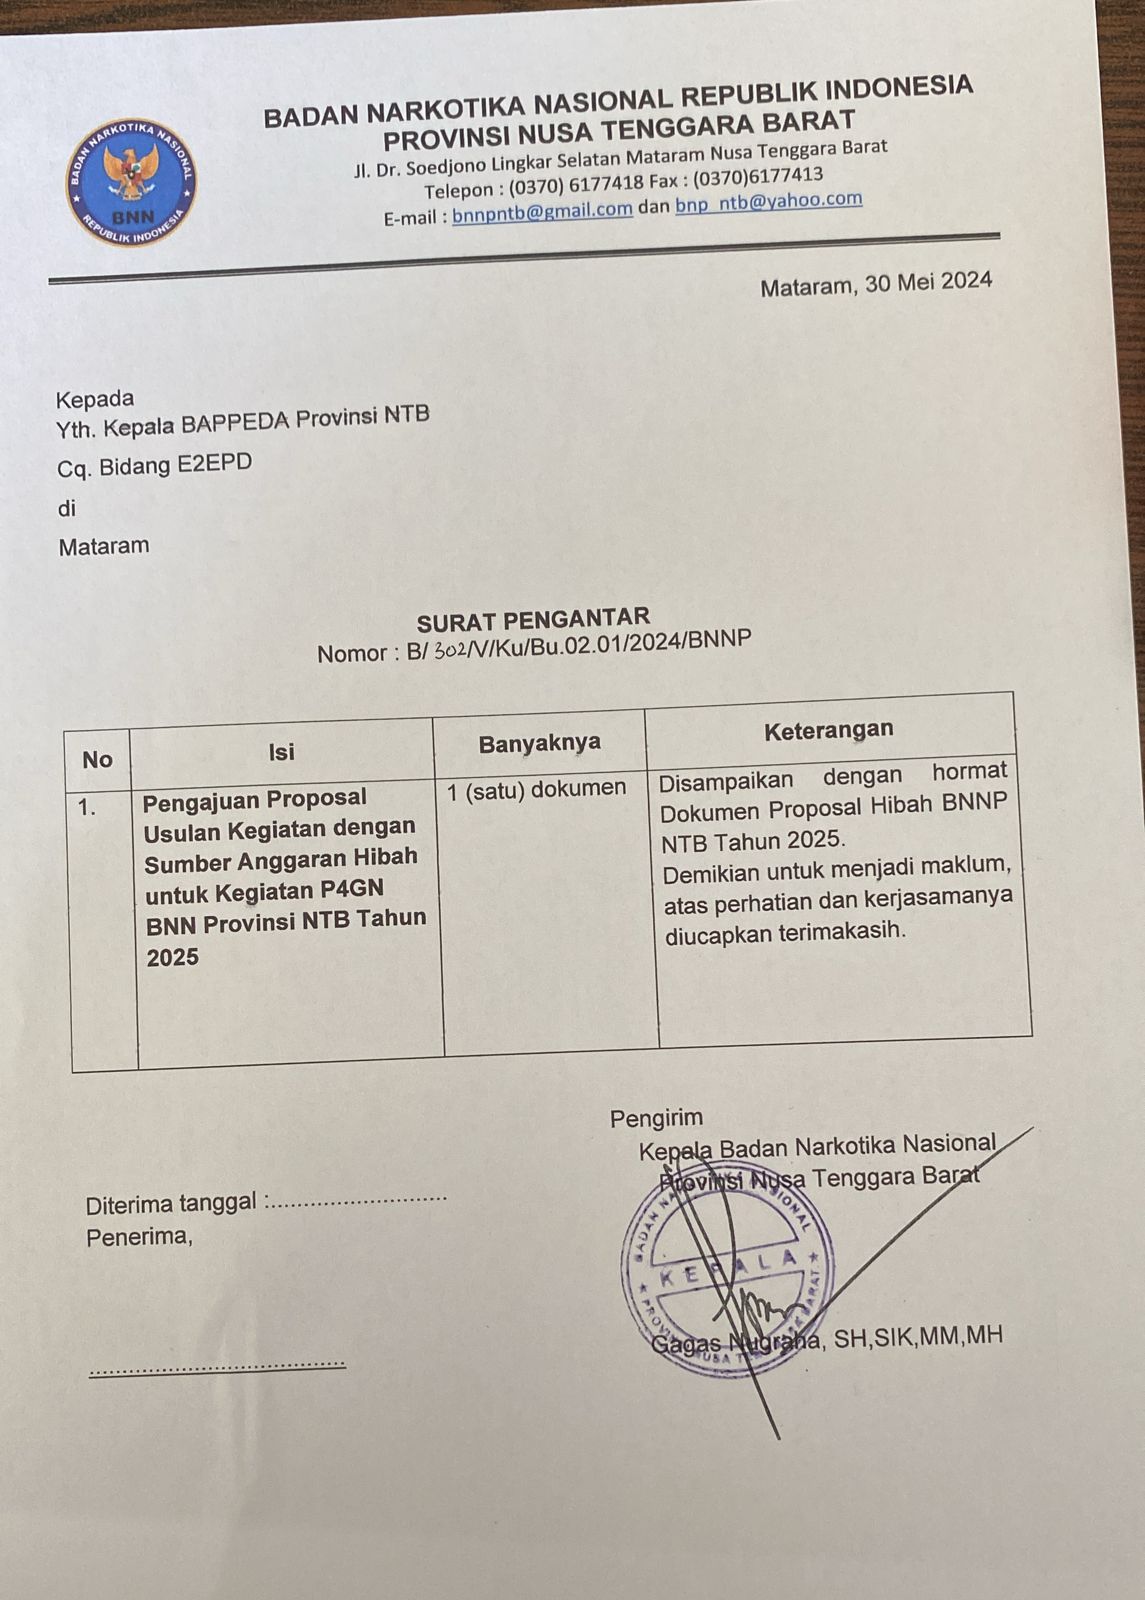 BADAN NARKOTIKA NASIONAL REPUBLIK INDONESIA
PROVINSI NUSA TENGGARA BARAT
Jl. Dr. Soedjono Lingkar Selatan Mataram Nusa Tenggara Barat
Telepon : (0370) 6177418 Fax : (0370)6177413
E-mail : bnnpntb@gmail.com dan bnp_ntb@yahoo.com
BADAN NARKOTIKA NASIONAL
BNN
REPUBLIK INDONESIA
Mataram, 30 Mei 2024
Kepada
Yth. Kepala BAPPEDA Provinsi NTB
Cq. Bidang E2EPD
di
Mataram
SURAT PENGANTAR
Nomor : B/ 302/V/Ku/Bu.02.01/2024/BNNP
No Isi Banyaknya Keterangan
1. Pengajuan Proposal
Usulan Kegiatan dengan
Sumber Anggaran Hibah
untuk Kegiatan P4GN
BNN Provinsi NTB Tahun
2025
1 (satu) dokumen
Disampaikan dengan hormat
Dokumen Proposal Hibah BNNP
NTB Tahun 2025.
Demikian untuk menjadi maklum,
atas perhatian dan kerjasamanya
diucapkan terimakasih.
Diterima tanggal :...........................
Penerima,
.......................................
Pengirim
Kepala Badan Narkotika Nasional
Provinsi Nusa Tenggara Barat
BADAN NARKOTIKA NASIONAL
KEPALA
PROVINSI NUSA TENGGARA BARAT
Gagas Nugraha, SH,SIK,MM,MH